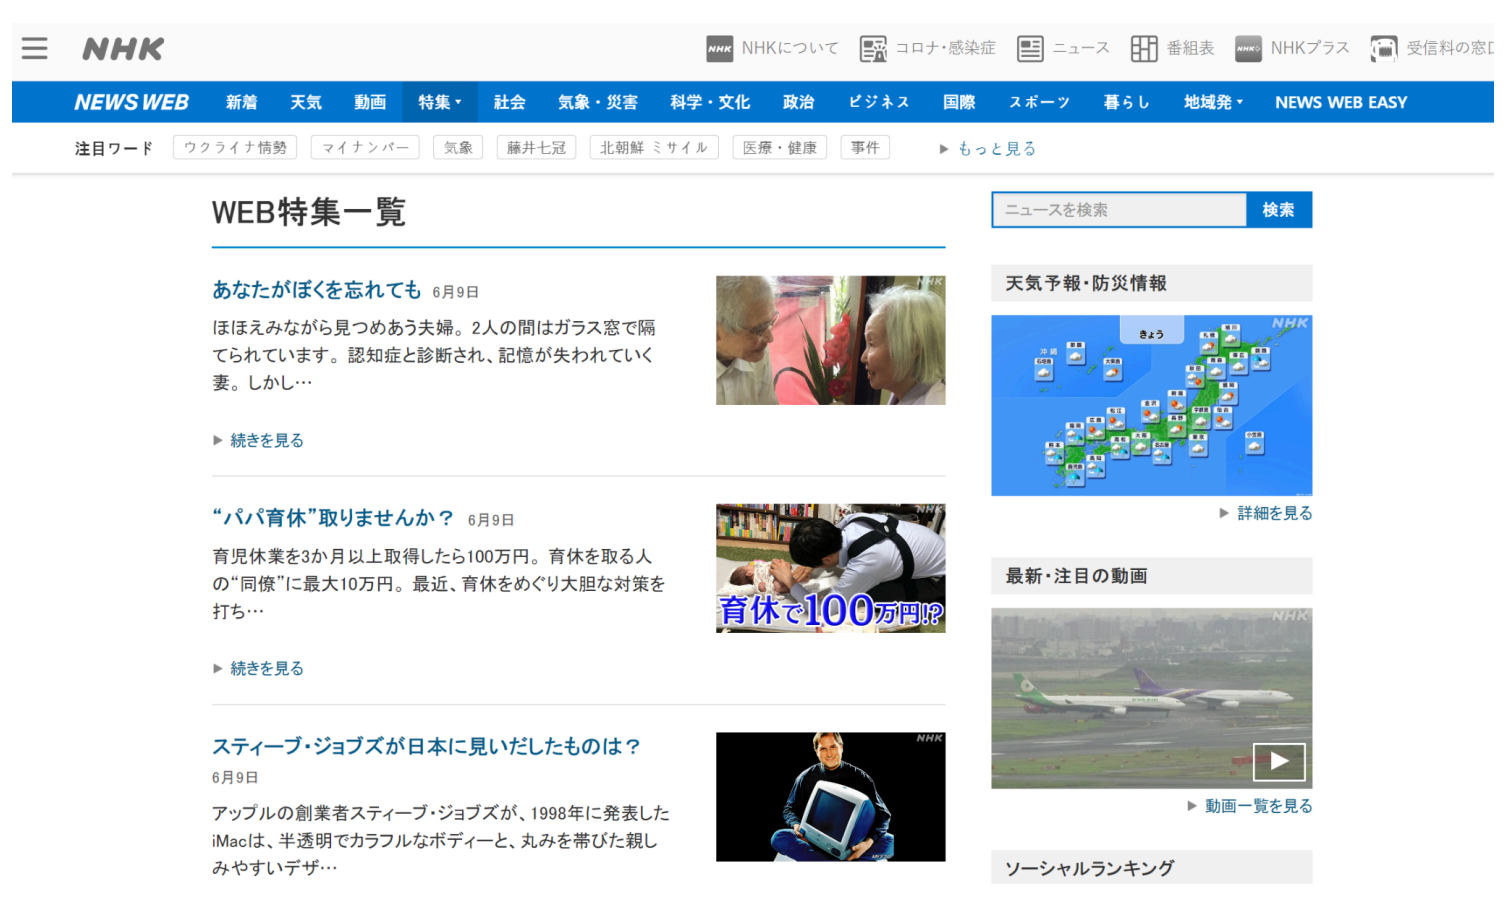 NHK
NHKについて
コロナ・感染症
ニュース
番組表
NHKプラス
受信料の窓口
NEWS WEB
新着
天気
動画
特集
社会
気象・災害
科学・文化
政治
ビジネス
国際
スポーツ
暮らし
地域発
NEWS WEB EASY
注目ワード
ウクライナ情勢
マイナンバー
気象
藤井七冠
北朝鮮 ミサイル
医療・健康
事件
もっと見る
WEB特集一覧
あなたがぼくを忘れても 6月9日
ほほえみながら見つめあう夫婦。2人の間はガラス窓で隔
てられています。認知症と診断され、記憶が失われていく
妻。しかし…
続きを見る
NHK
“パパ育休”取りませんか？ 6月9日
育児休業を3か月以上取得したら100万円。育休を取る人
の“同僚”に最大10万円。最近、育休をめぐり大胆な対策を
打ち…
続きを見る
NHK
育休で100万円!?
スティーブ・ジョブズが日本に見いだしたものは？
6月9日
アップルの創業者スティーブ・ジョブズが、1998年に発表した
iMacは、半透明でカラフルなボディーと、丸みを帯びた親し
みやすいデザ…
NHK
ニュースを検索
検索
天気予報・防災情報
きょう
NHK
沖縄
詳細を見る
最新・注目の動画
NHK
動画一覧を見る
ソーシャルランキング